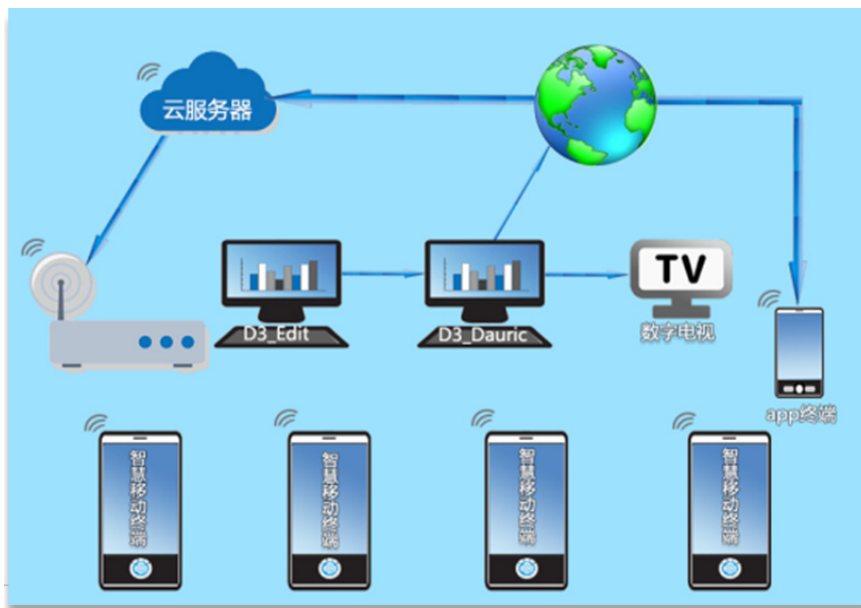 云服务器
TV
D3_Edit
D3_Dauric
数字电视
app终端
智慧移动终端
智慧移动终端
智慧移动终端
智慧移动终端